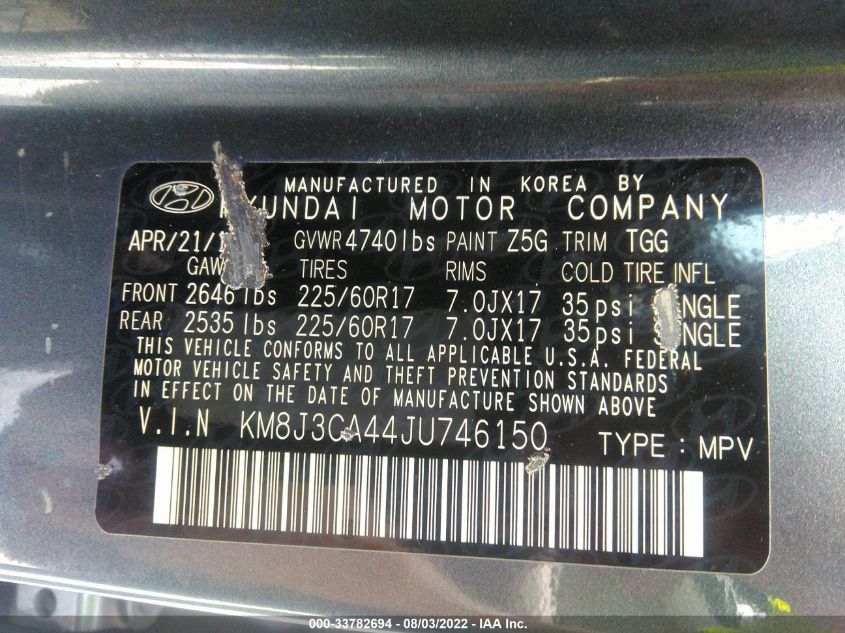 MANUFACTURED IN KOREA BY
HYUNDAI MOTOR COMPANY
APR/21/1 GVWR 4740lbs PAINT Z5G TRIM TGG
GAW TIRES RIMS COLD TIRE INFL
FRONT 2646lbs 225/60R17 7.0JX17 35psi SINGLE
REAR 2535lbs 225/60R17 7.0JX17 35psi SINGLE
THIS VEHICLE CONFORMS TO ALL APPLICABLE U.S.A. FEDERAL
MOTOR VEHICLE SAFETY AND THEFT PREVENTION STANDARDS
IN EFFECT ON THE DATE OF MANUFACTURE SHOWN ABOVE
V.I.N KM8J3CA44JU746150 TYPE : MPV
000-33782694 - 08/03/2022 - IAA Inc.